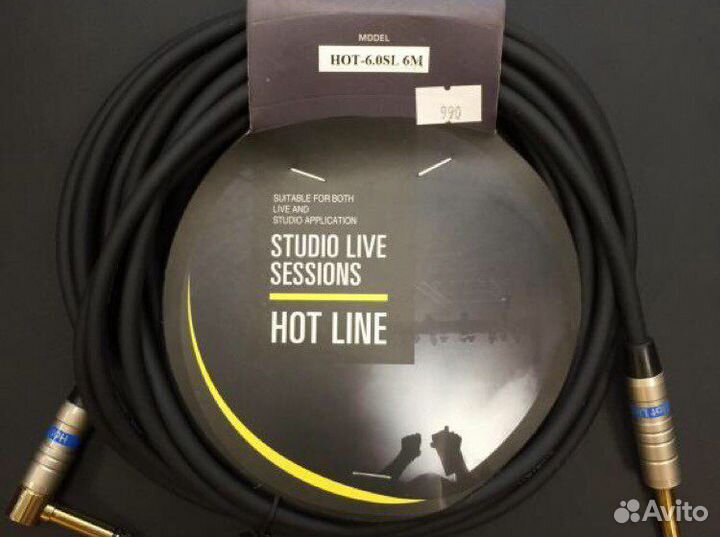 MODEL
HOT-6.0SL 6M
990
SUITABLE FOR BOTH
LIVE AND
STUDIO APPLICATION
STUDIO LIVE
SESSIONS
HOT LINE
Avito